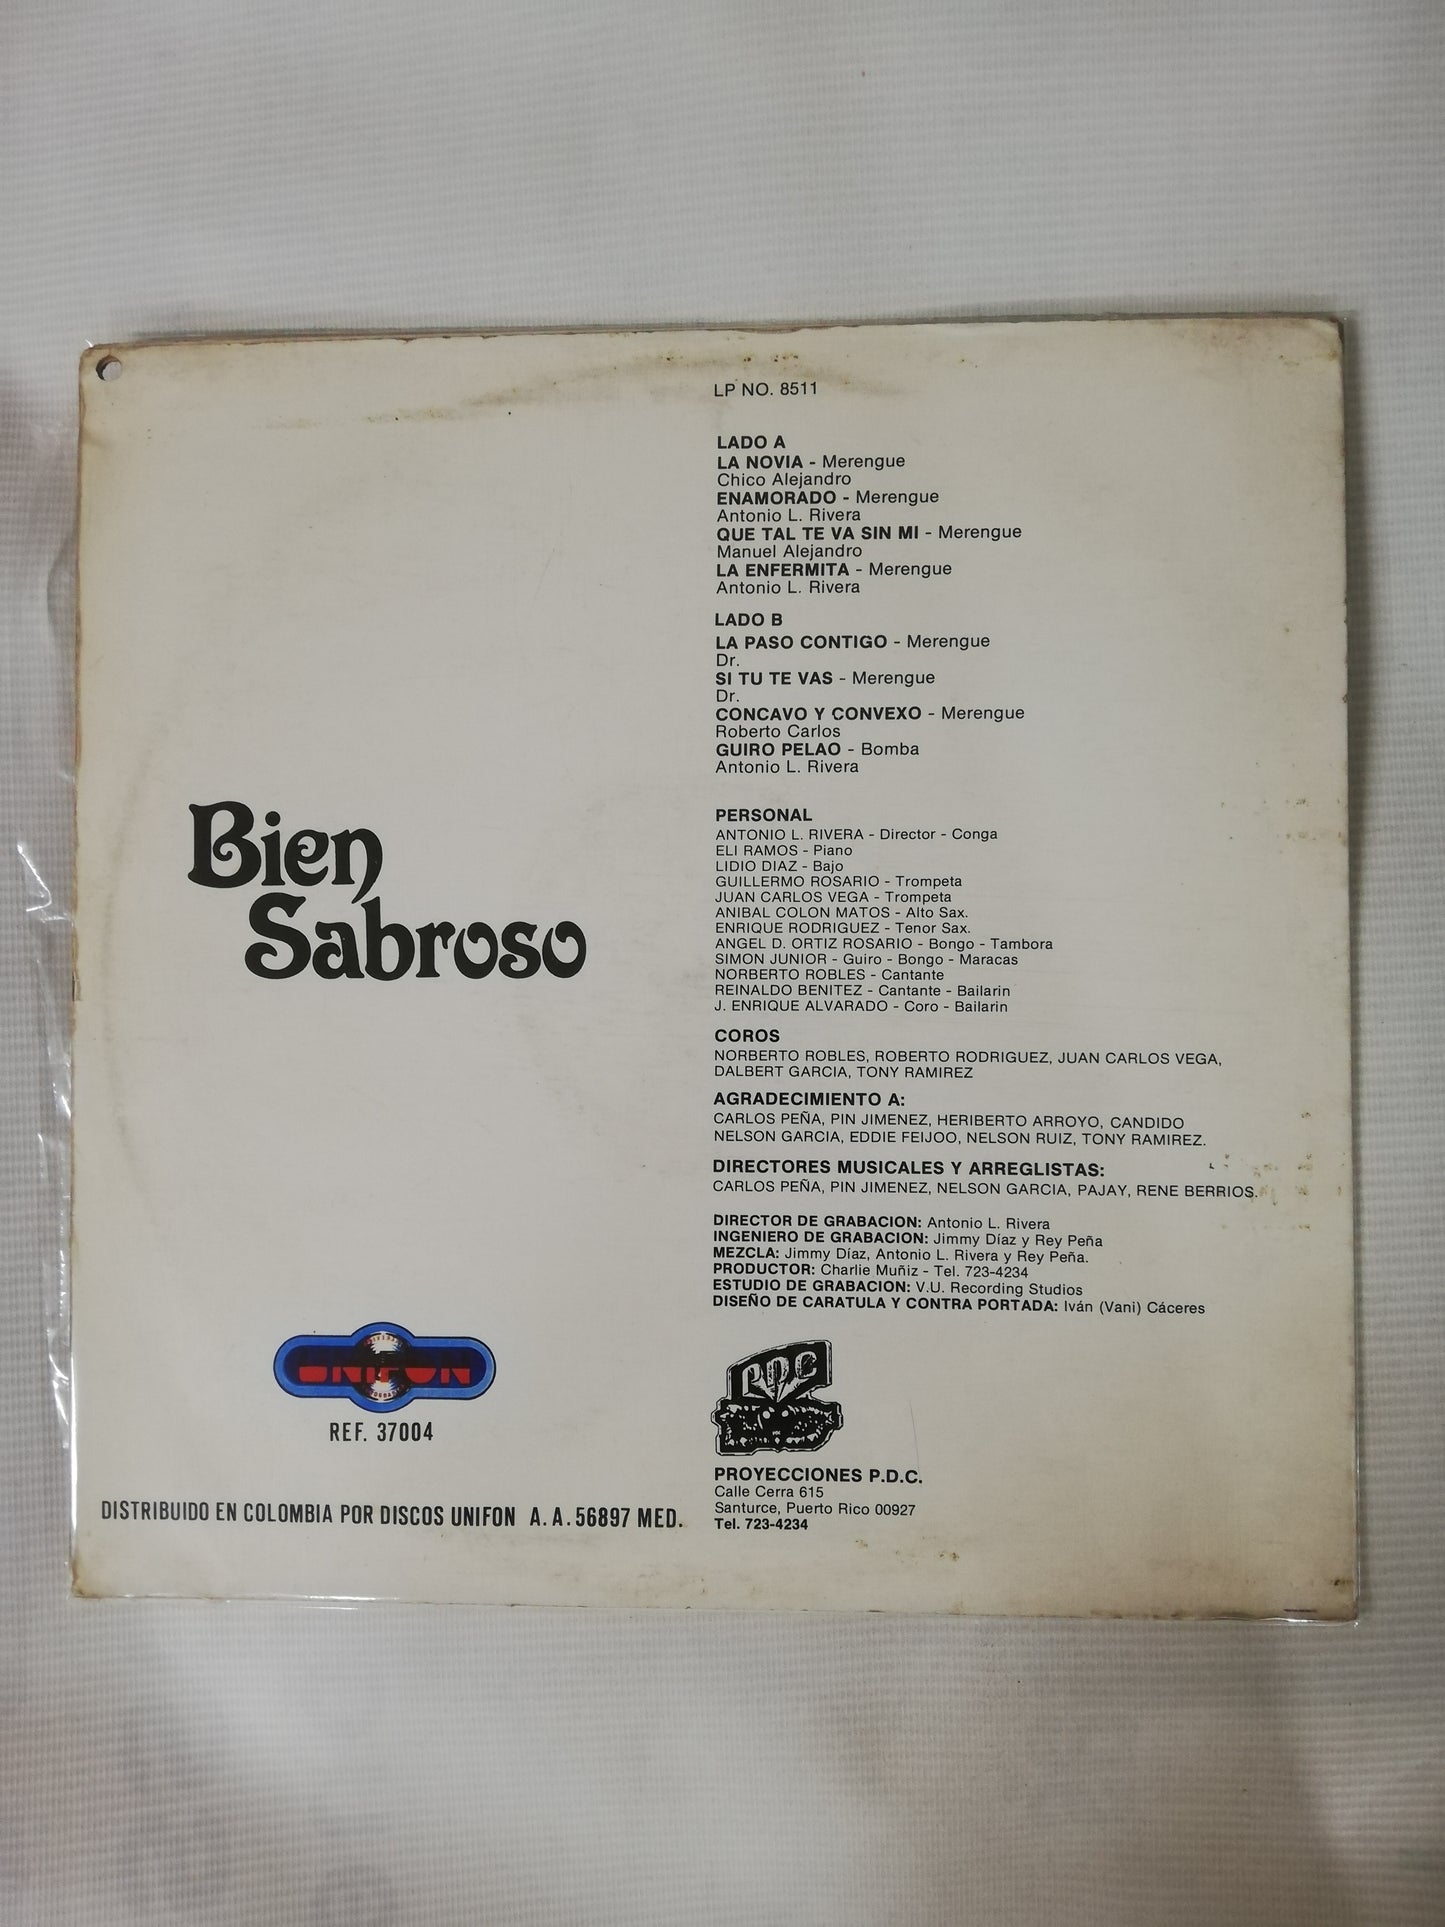 LP NO. 8511
LADO A
LA NOVIA - Merengue
Chico Alejandro
ENAMORADO - Merengue
Antonio L. Rivera
QUE TAL TE VA SIN MI - Merengue
Manuel Alejandro
LA ENFERMITA - Merengue
Antonio L. Rivera
LADO B
LA PASO CONTIGO - Merengue
Dr.
SI TU TE VAS - Merengue
Dr.
CONCAVO Y CONVEXO - Merengue
Roberto Carlos
GUIRO PELAO - Bomba
Antonio L. Rivera
Bien
Sabroso
PERSONAL
ANTONIO L. RIVERA - Director - Conga
ELI RAMOS - Piano
LIDIO DIAZ - Bajo
GUILLERMO ROSARIO - Trompeta
JUAN CARLOS VEGA - Trompeta
ANIBAL COLON MATOS - Alto Sax.
ENRIQUE RODRIGUEZ - Tenor Sax.
ANGEL D. ORTIZ ROSARIO - Bongo - Tambora
SIMON JUNIOR - Guiro - Bongo - Maracas
NORBERTO ROBLES - Cantante
REINALDO BENITEZ - Cantante - Bailarin
J. ENRIQUE ALVARADO - Coro - Bailarin
COROS
NORBERTO ROBLES, ROBERTO RODRIGUEZ, JUAN CARLOS VEGA,
DALBERT GARCIA, TONY RAMIREZ
AGRADECIMIENTO A:
CARLOS PEÑA, PIN JIMENEZ, HERIBERTO ARROYO, CANDIDO
NELSON GARCIA, EDDIE FEIJOO, NELSON RUIZ, TONY RAMIREZ.
DIRECTORES MUSICALES Y ARREGLISTAS:
CARLOS PEÑA, PIN JIMENEZ, NELSON GARCIA, PAJAY, RENE BERRIOS.
DIRECTOR DE GRABACION: Antonio L. Rivera
INGENIERO DE GRABACION: Jimmy Díaz y Rey Peña
MEZCLA: Jimmy Díaz, Antonio L. Rivera y Rey Peña.
PRODUCTOR: Charlie Muñiz - Tel. 723-4234
ESTUDIO DE GRABACION: V.U. Recording Studios
DISEÑO DE CARATULA Y CONTRA PORTADA: Iván (Vani) Cáceres
UNIFON
REF. 37004
DISTRIBUIDO EN COLOMBIA POR DISCOS UNIFON A.A. 56897 MED.
PDC
PROYECCIONES P.D.C.
Calle Cerra 615
Santurce, Puerto Rico 00927
Tel. 723-4234